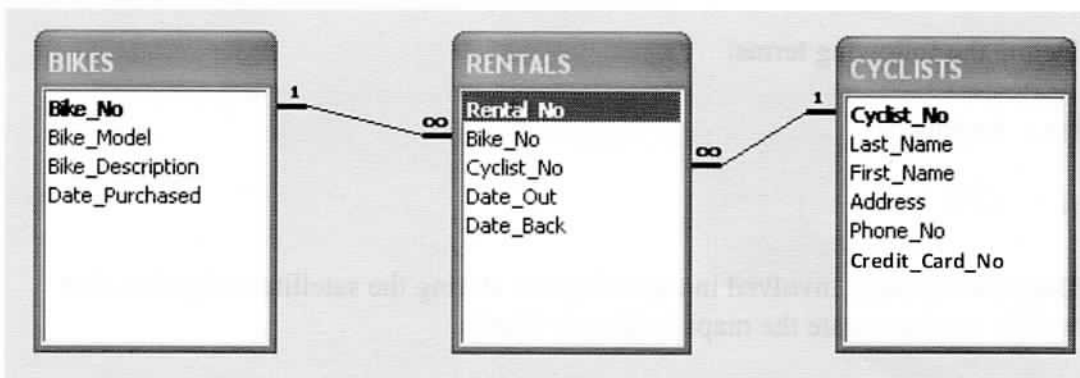 BIKES
Bike_No
Bike_Model
Bike_Description
Date_Purchased
1
∞
RENTALS
Rental_No
Bike_No
Cyclist_No
Date_Out
Date_Back
∞
1
CYCLISTS
Cyclist_No
Last_Name
First_Name
Address
Phone_No
Credit_Card_No